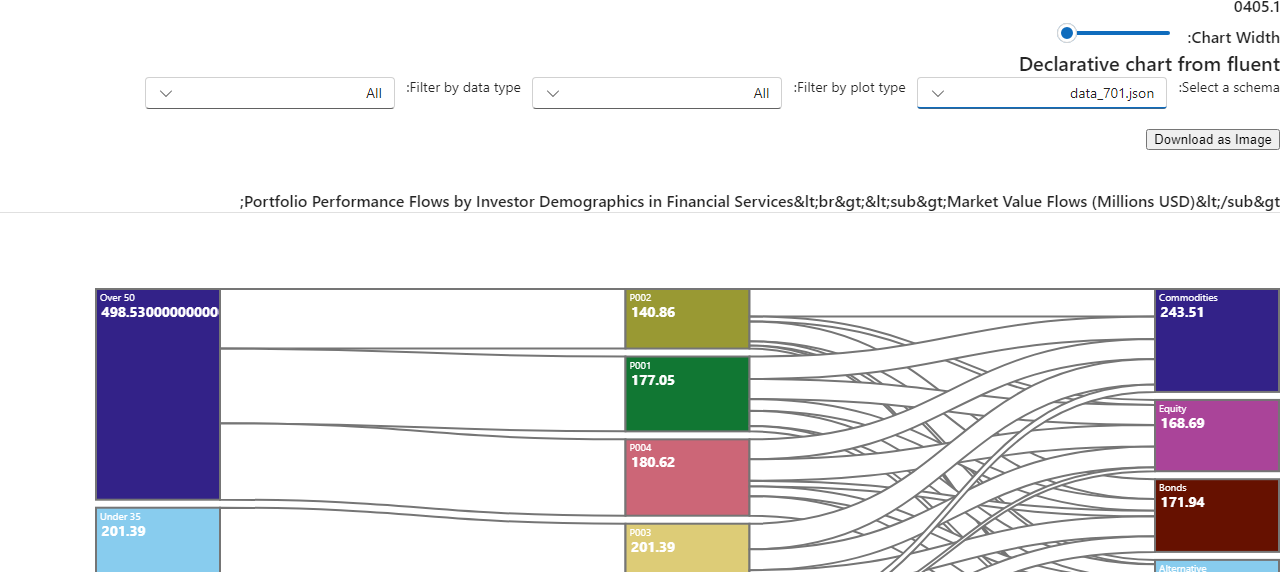 0405.1
:Chart Width
Declarative chart from fluent
:Select a schema
data_701.json
:Filter by plot type
All
:Filter by data type
All
Download as Image
;Portfolio Performance Flows by Investor Demographics in Financial Services&lt;br&gt;&lt;sub&gt;Market Value Flows (Millions USD)&lt;/sub&gt
Over 50
498.53000000000
P002
140.86
Commodities
243.51
P001
177.05
Equity
168.69
P004
180.62
Bonds
171.94
Under 35
201.39
P003
201.39
Alternative